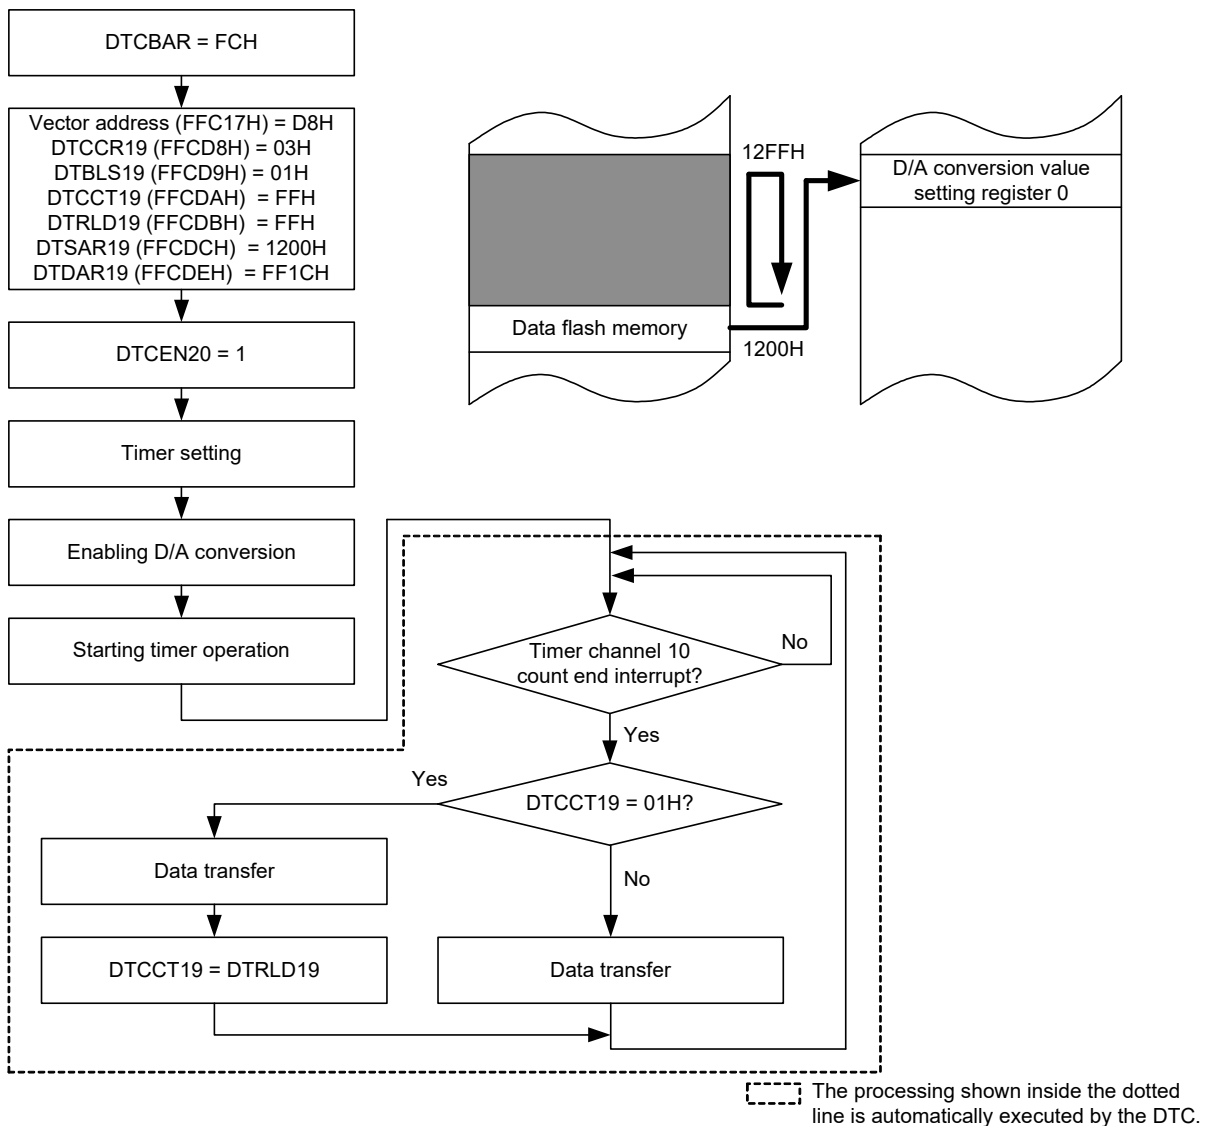 DTCBAR = FCH
Vector address (FFC17H) = D8H
DTCCR19 (FFCD8H) = 03H
DTBLS19 (FFCD9H) = 01H
DTCCT19 (FFCDAH) = FFH
DTRLD19 (FFCDBH) = FFH
DTSAR19 (FFCDCH) = 1200H
DTDAR19 (FFCDEH) = FF1CH
DTCEN20 = 1
Timer setting
Enabling D/A conversion
Starting timer operation
12FFH
Data flash memory
1200H
D/A conversion value
setting register 0
Timer channel 10
count end interrupt?
No
Yes
DTCCT19 = 01H?
Yes
No
Data transfer
DTCCT19 = DTRLD19
Data transfer
The processing shown inside the dotted
line is automatically executed by the DTC.